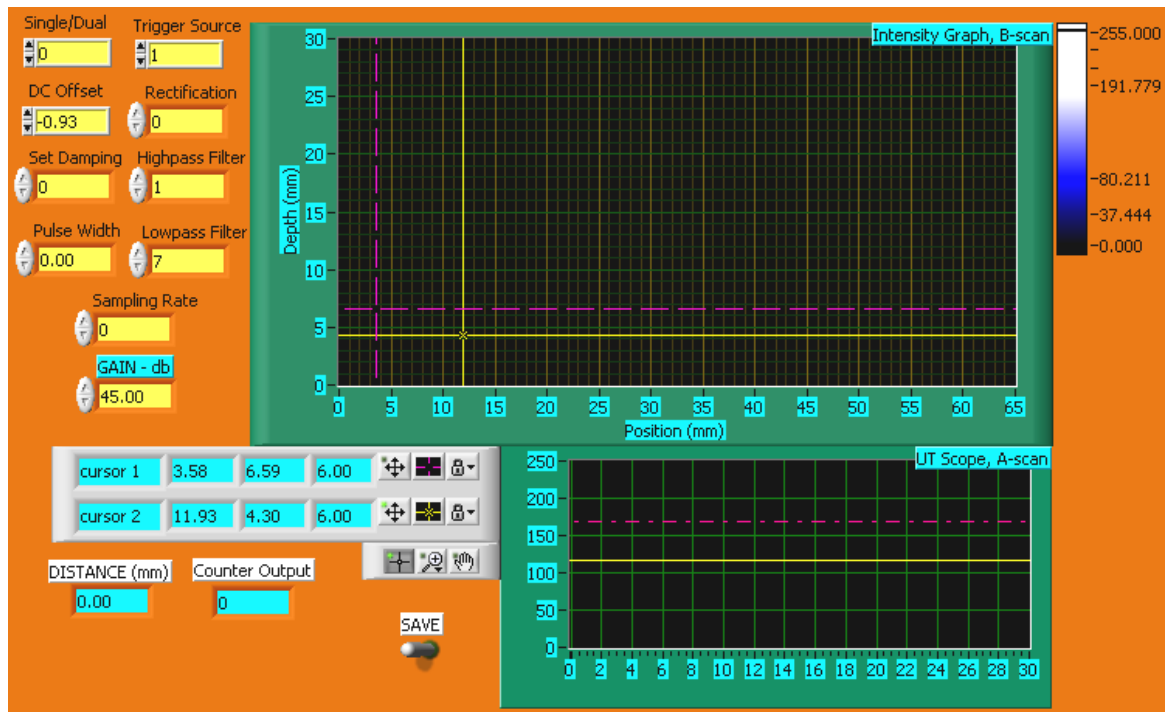 Single/Dual
0
Trigger Source
1
DC Offset
-0.93
Rectification
0
Set Damping
0
Highpass Filter
1
Pulse Width
0.00
Lowpass Filter
7
Sampling Rate
0
GAIN - db
45.00
Intensity Graph, B-scan
Depth (mm)
30
25
20
15
10
5
0
0 5 10 15 20 25 30 35 40 45 50 55 60 65
Position (mm)
255.000
191.779
80.211
37.444
0.000
cursor 1 3.58 6.59 6.00
cursor 2 11.93 4.30 6.00
DISTANCE (mm)
0.00
Counter Output
0
SAVE
UT Scope, A-scan
250
200
150
100
50
0
0 2 4 6 8 10 12 14 16 18 20 22 24 26 28 30